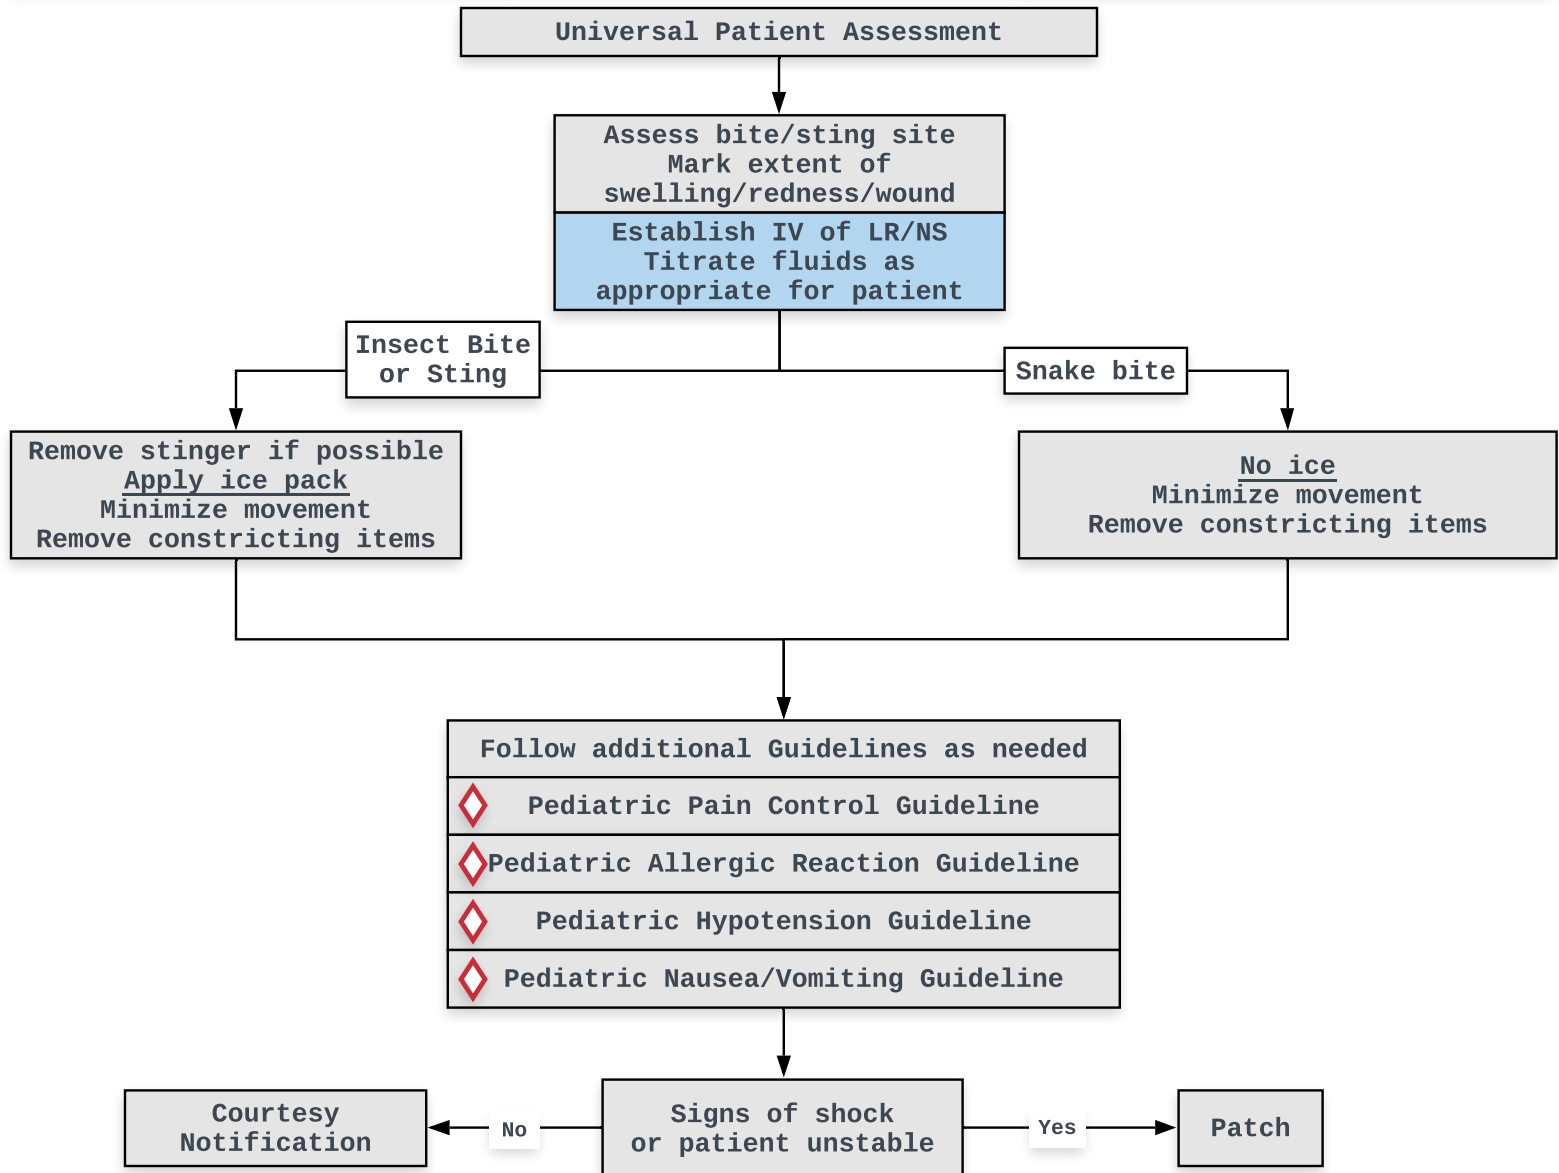 Universal Patient Assessment
Assess bite/sting site
Mark extent of
swelling/redness/wound
Establish IV of LR/NS
Titrate fluids as
appropriate for patient
Insect Bite
or Sting
Snake bite
Remove stinger if possible
Apply ice pack
Minimize movement
Remove constricting items
No ice
Minimize movement
Remove constricting items
Follow additional Guidelines as needed
Pediatric Pain Control Guideline
Pediatric Allergic Reaction Guideline
Pediatric Hypotension Guideline
Pediatric Nausea/Vomiting Guideline
Courtesy
Notification
No
Signs of shock
or patient unstable
Yes
Patch